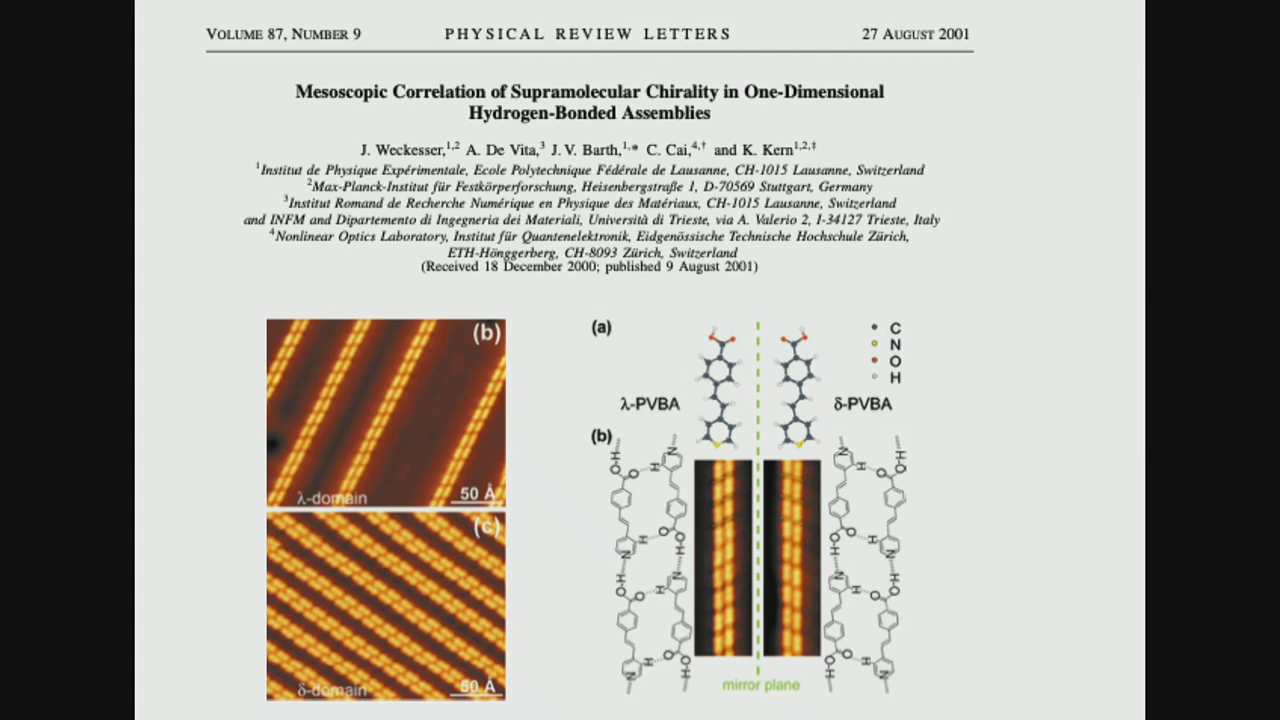 VOLUME 87, NUMBER 9 PHYSICAL REVIEW LETTERS 27 AUGUST 2001
Mesoscopic Correlation of Supramolecular Chirality in One-Dimensional
Hydrogen-Bonded Assemblies
J. Weckesser,1,2 A. De Vita,3 J. V. Barth,1,* C. Cai,4,† and K. Kern1,2,‡
1Institut de Physique Expérimentale, Ecole Polytechnique Fédérale de Lausanne, CH-1015 Lausanne, Switzerland
2Max-Planck-Institut für Festkörperforschung, Heisenbergstraße 1, D-70569 Stuttgart, Germany
3Institut Romand de Recherche Numérique en Physique des Matériaux, CH-1015 Lausanne, Switzerland
and INFM and Dipartemento di Ingegneria dei Materiali, Università di Trieste, via A. Valerio 2, I-34127 Trieste, Italy
4Nonlinear Optics Laboratory, Institut für Quantenelektronik, Eidgenössische Technische Hochschule Zürich,
ETH-Hönggerberg, CH-8093 Zürich, Switzerland
(Received 18 December 2000; published 9 August 2001)
(b)
λ-domain
50 Å
(c)
δ-domain
50 Å
(a)
C
N
O
H
λ-PVBA
δ-PVBA
(b)
mirror plane